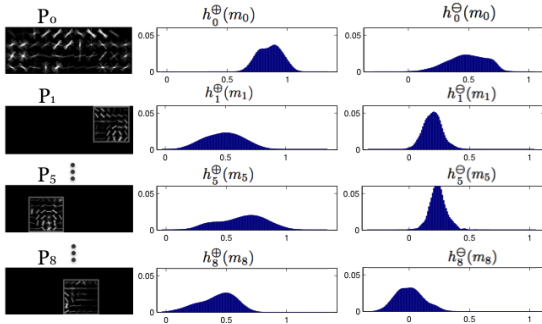 P₀ h₀^⊕(m₀) h₀^⊖(m₀)
0.05 0.05
0 0
0 0.5 1 0 0.5 1
P₁ h₁^⊕(m₁) h₁^⊖(m₁)
0.05 0.05
0 0
0 0.5 1 0 0.5 1
P₅ h₅^⊕(m₅) h₅^⊖(m₅)
0.05 0.05
0 0
0 0.5 1 0 0.5 1
P₈ h₈^⊕(m₈) h₈^⊖(m₈)
0.05 0.05
0 0
0 0.5 1 0 0.5 1